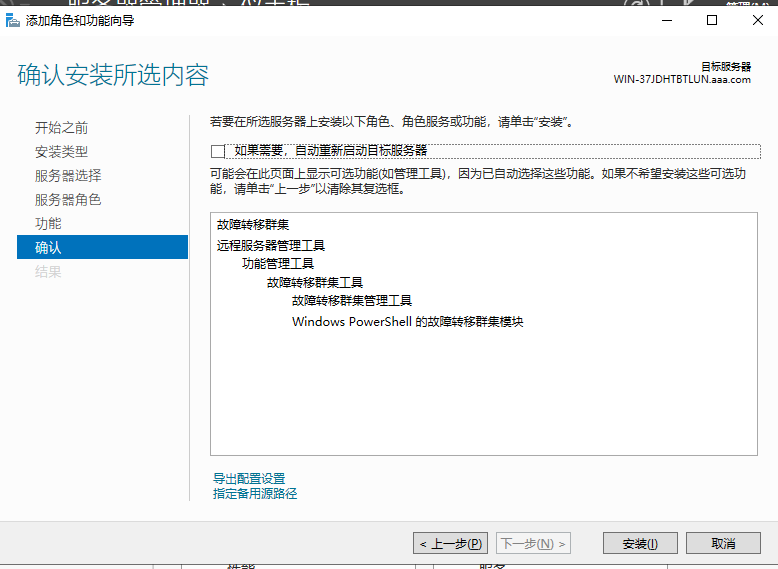 添加角色和功能向导
确认安装所选内容
目标服务器
WIN-37JDHTBTLUN.aaa.com
开始之前
安装类型
服务器选择
服务器角色
功能
确认
结果
若要在所选服务器上安装以下角色、角色服务或功能，请单击“安装”。
如果需要，自动重新启动目标服务器
可能会在此页面上显示可选功能(如管理工具)，因为已自动选择这些功能。如果不希望安装这些可选功
能，请单击“上一步”以清除其复选框。
故障转移群集
远程服务器管理工具
功能管理工具
故障转移群集工具
故障转移群集管理工具
Windows PowerShell 的故障转移群集模块
导出配置设置
指定备用源路径
< 上一步(P)
下一步(N) >
安装(I)
取消